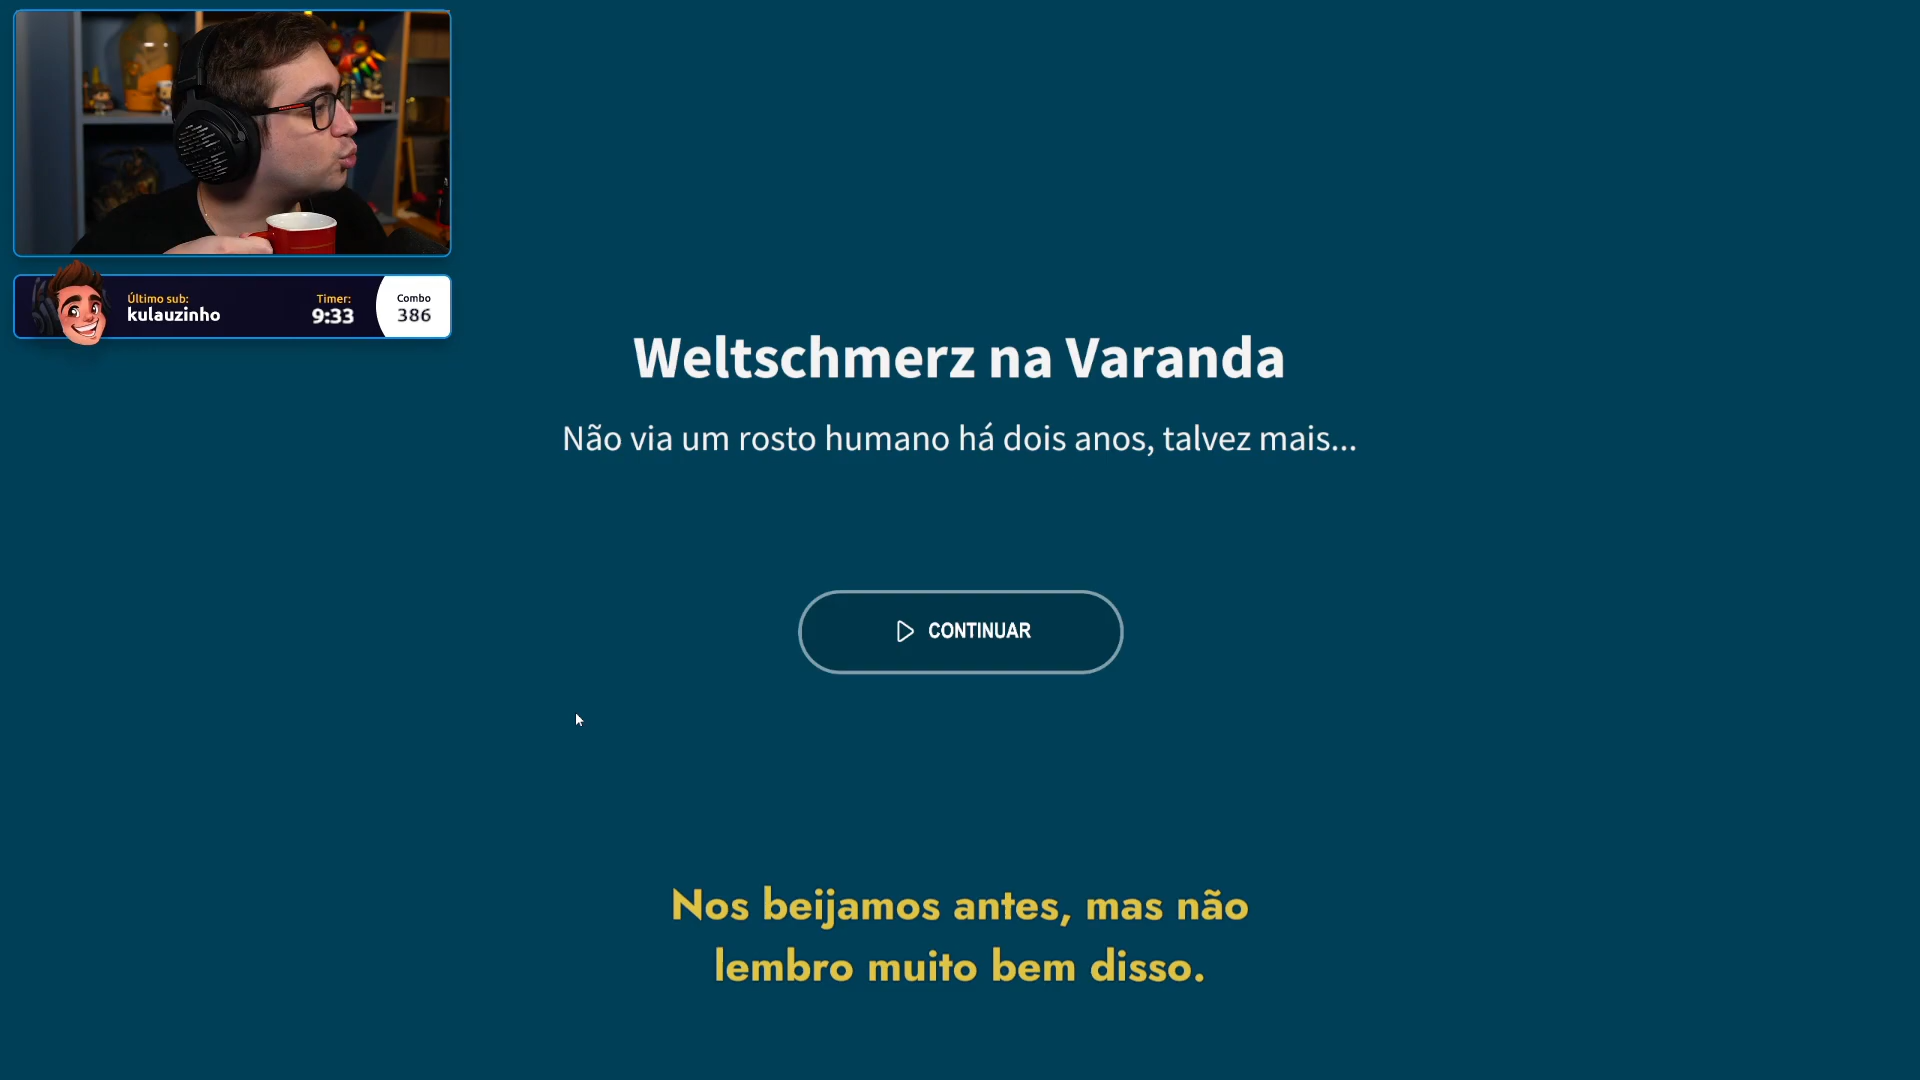 Último sub:
kulauzinho
Timer:
9:33
Combo
386
Weltschmerz na Varanda
Não via um rosto humano há dois anos, talvez mais...
CONTINUAR
Nos beijamos antes, mas não
lembro muito bem disso.